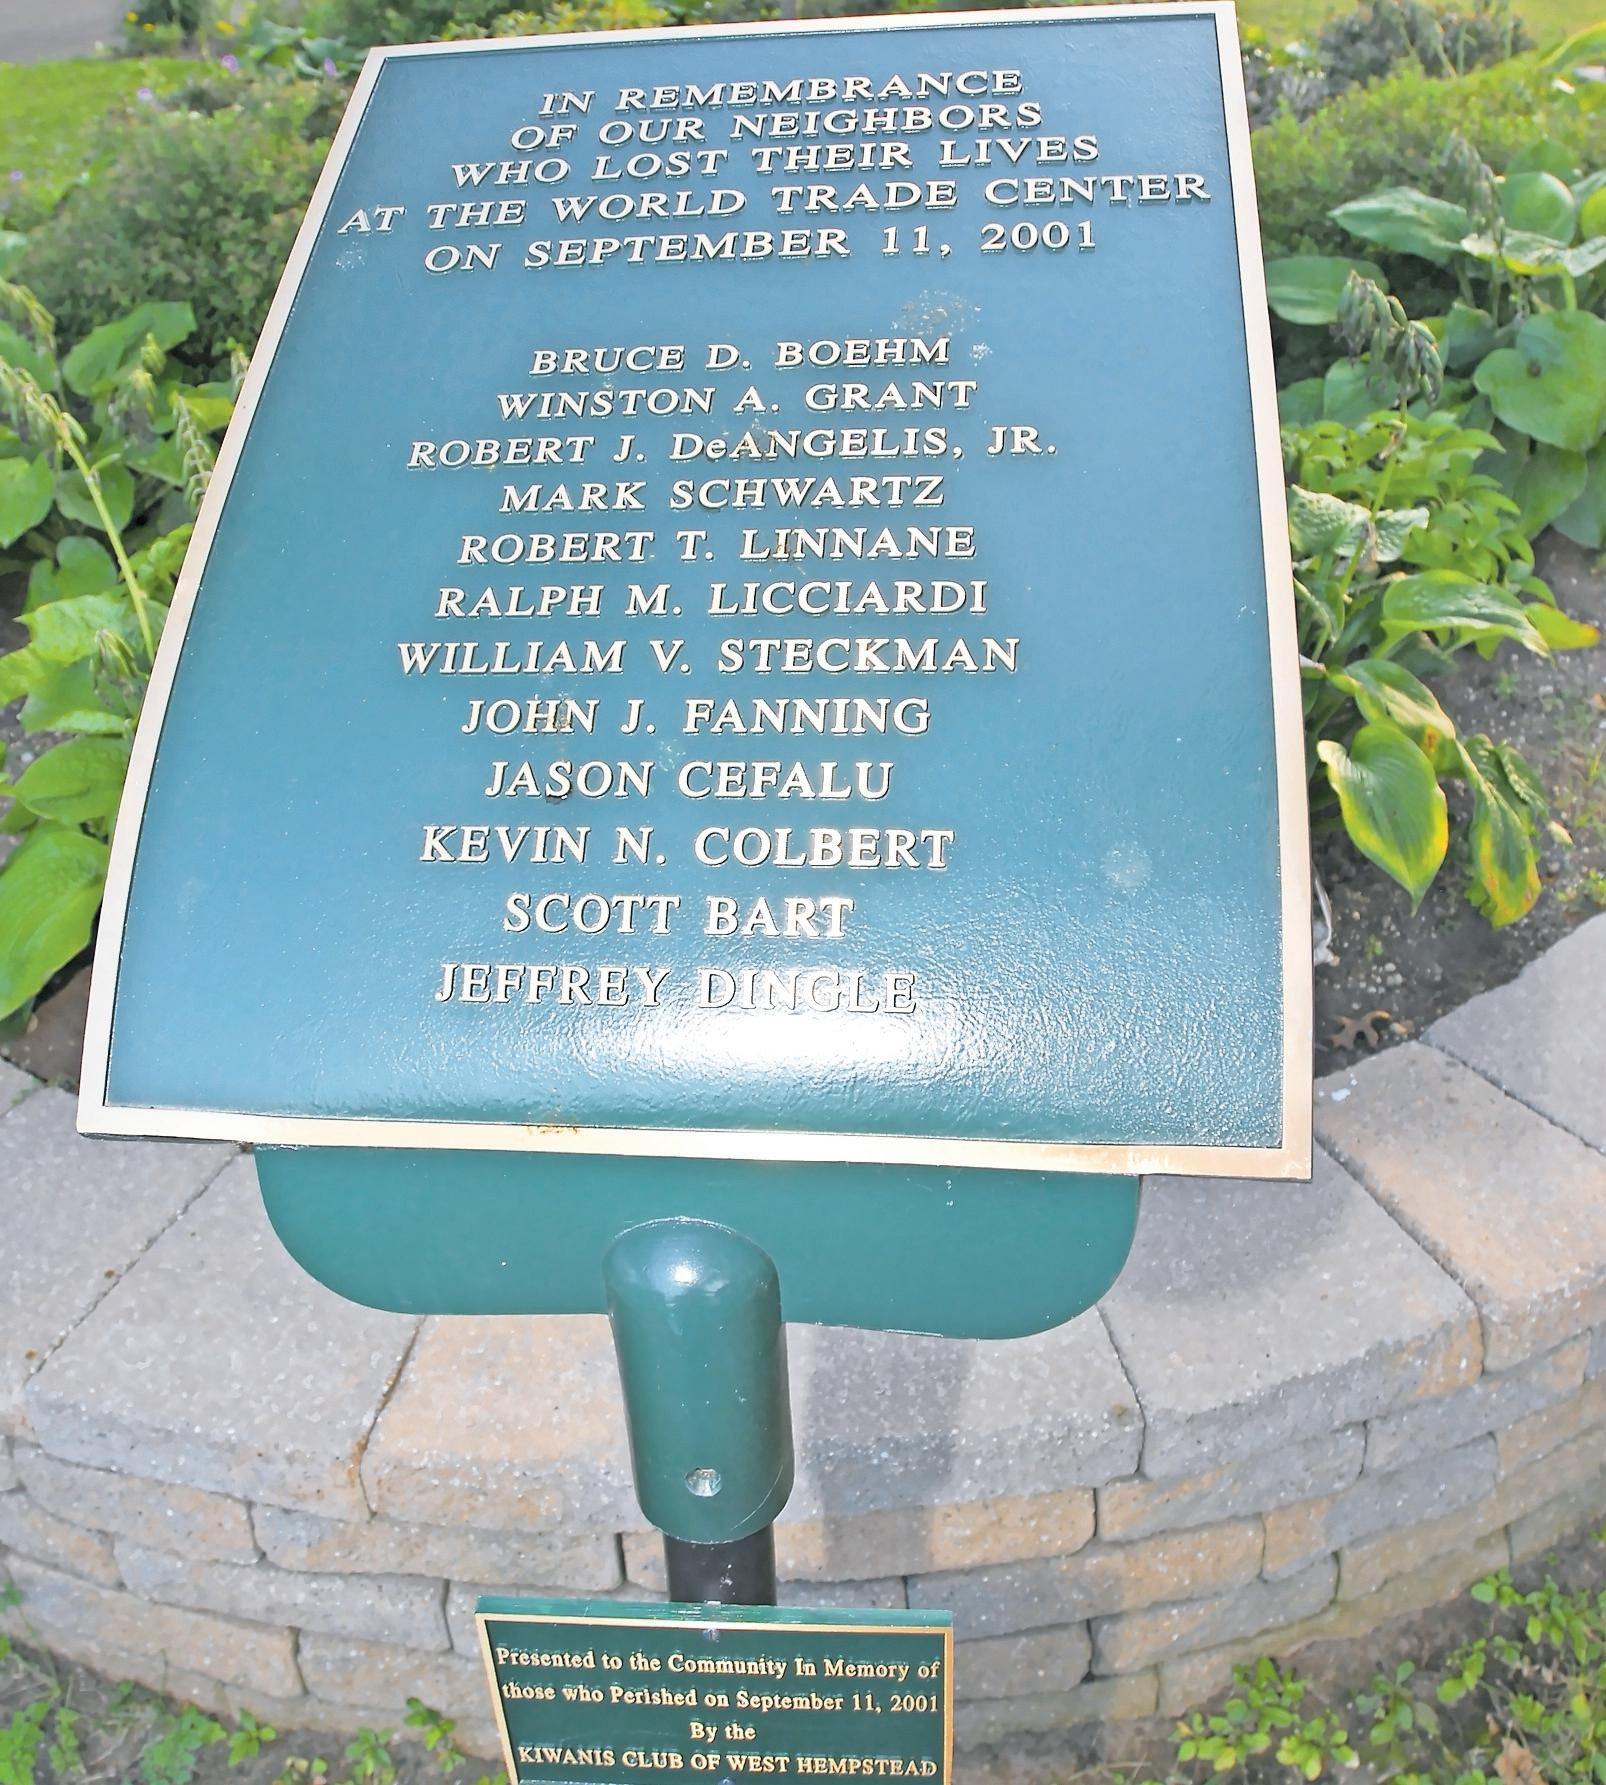 IN REMEMBRANCE
OF OUR NEIGHBORS
WHO LOST THEIR LIVES
AT THE WORLD TRADE CENTER
ON SEPTEMBER 11, 2001
BRUCE D. BOEHM
WINSTON A. GRANT
ROBERT J. DeANGELIS, JR.
MARK SCHWARTZ
ROBERT T. LINNANE
RALPH M. LICCIARDI
WILLIAM V. STECKMAN
JOHN J. FANNING
JASON CEFALU
KEVIN N. COLBERT
SCOTT BART
JEFFREY DINGLE
Presented to the Community In Memory of
those who Perished on September 11, 2001
By the
KIWANIS CLUB OF WEST HEMPSTEAD